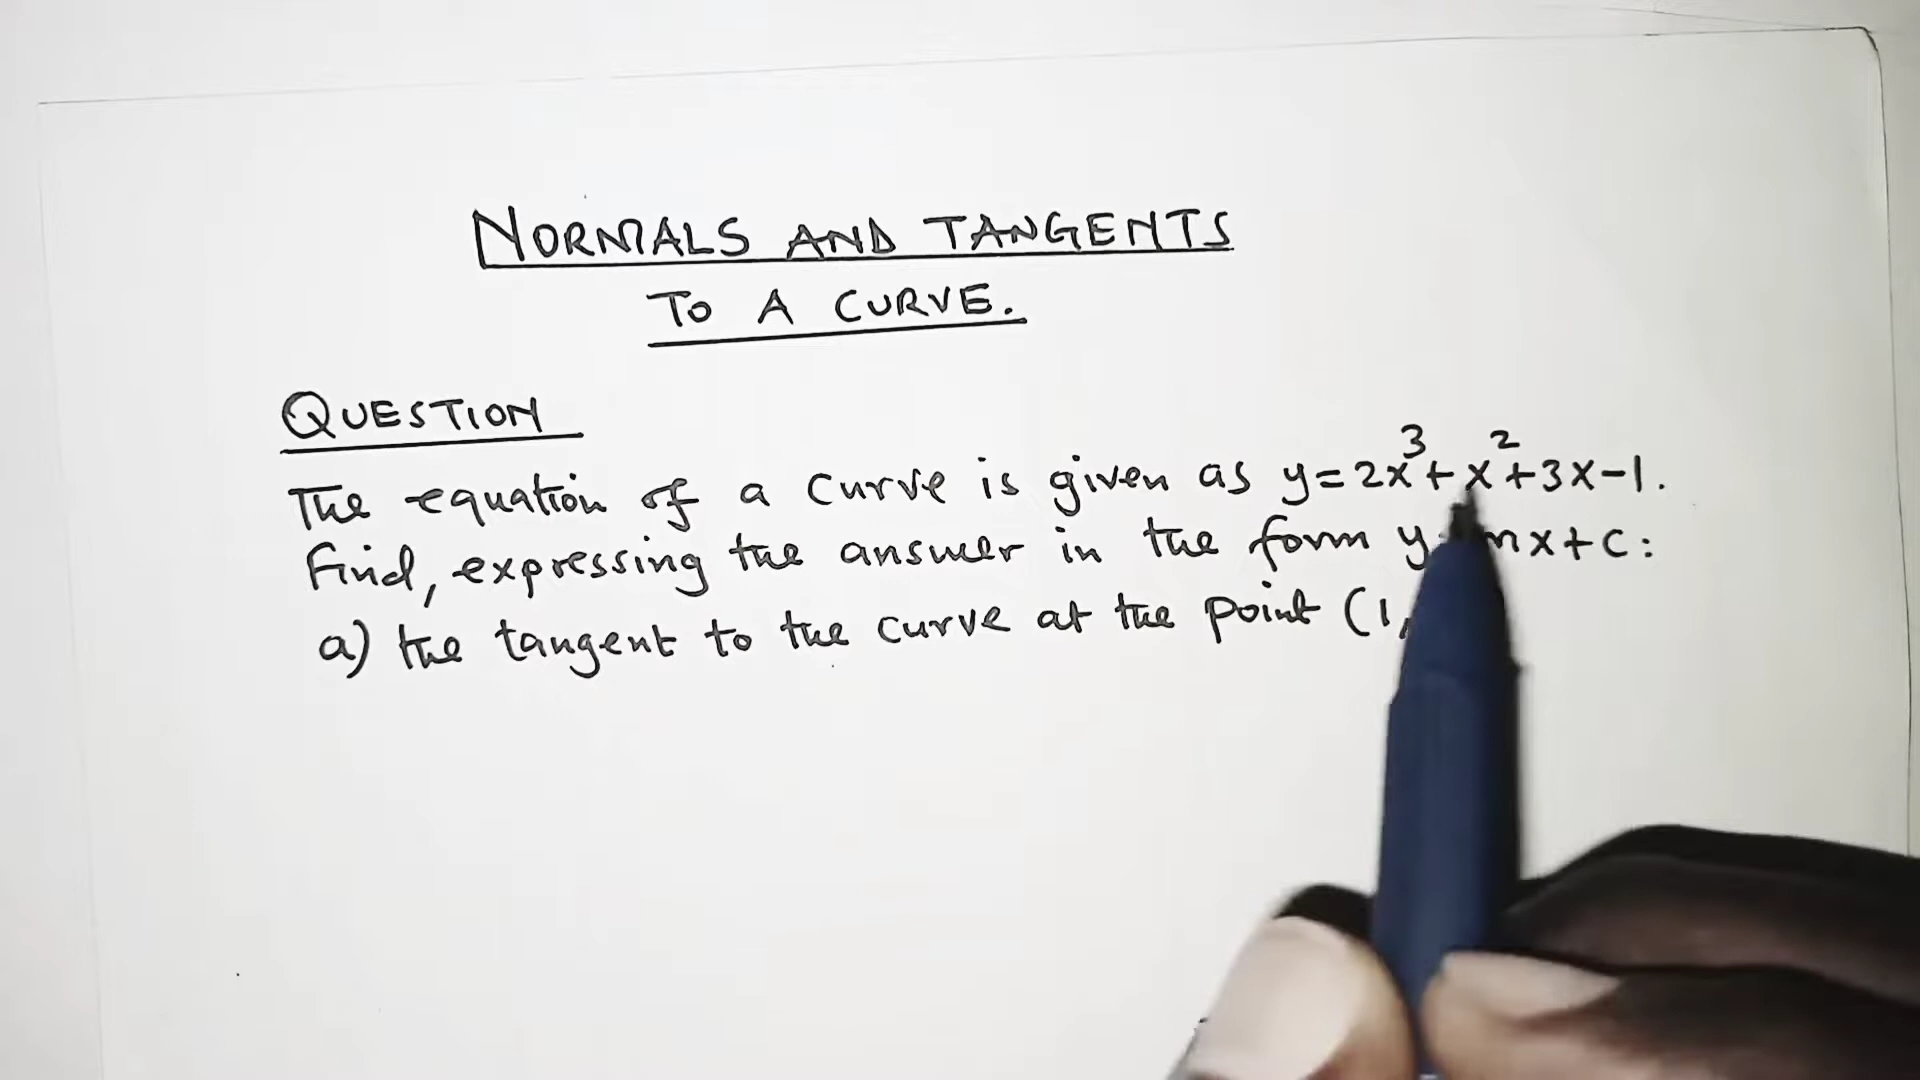 NORMALS AND TANGENTS
TO A CURVE.
QUESTION
The equation of a curve is given as y=2x³+x²+3x-1.
Find, expressing the answer in the form y mx+c:
a) the tangent to the curve at the point (1,